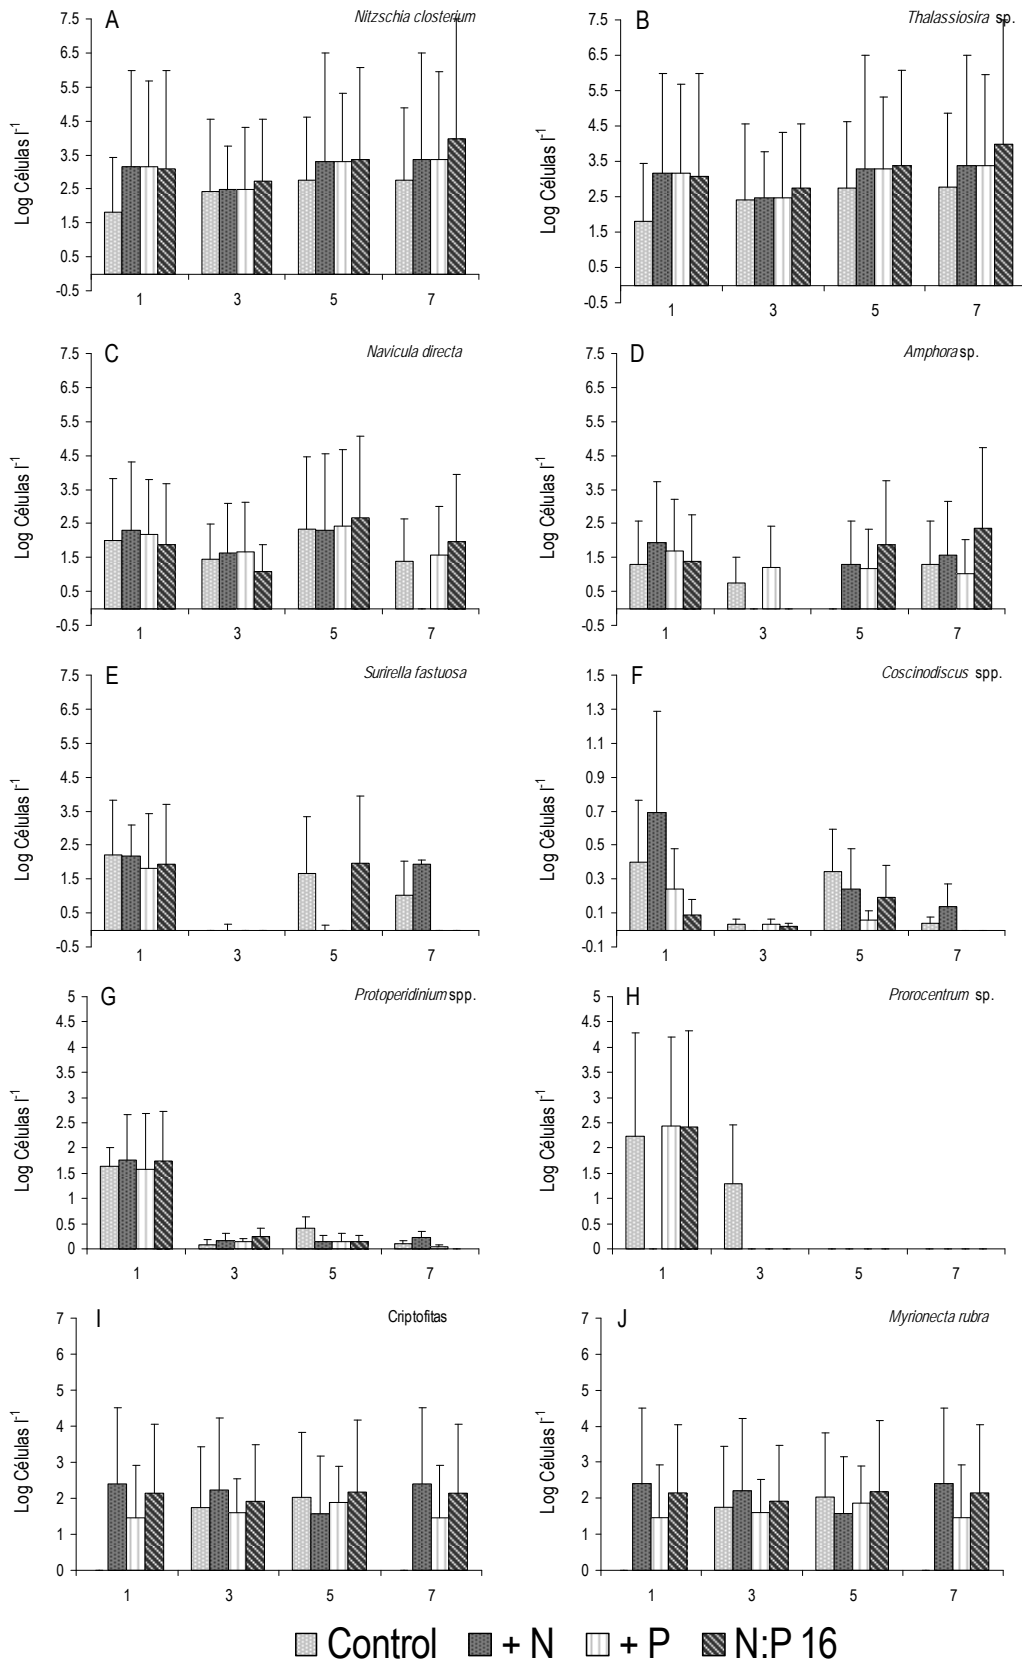 A Nitzschia closterium
Log Células l-1
7.5
6.5
5.5
4.5
3.5
2.5
1.5
0.5
-0.5
1 3 5 7
B Thalassiosira sp.
Log Células l-1
7.5
6.5
5.5
4.5
3.5
2.5
1.5
0.5
-0.5
1 3 5 7
C Navicula directa
Log Células l-1
7.5
6.5
5.5
4.5
3.5
2.5
1.5
0.5
-0.5
1 3 5 7
D Amphora sp.
Log Células l-1
7.5
6.5
5.5
4.5
3.5
2.5
1.5
0.5
-0.5
1 3 5 7
E Surirella fastuosa
Log Células l-1
7.5
6.5
5.5
4.5
3.5
2.5
1.5
0.5
-0.5
1 3 5 7
F Coscinodiscus spp.
Log Células l-1
1.5
1.3
1.1
0.9
0.7
0.5
0.3
0.1
-0.1
1 3 5 7
G Protoperidinium spp.
Log Células l-1
5
4.5
4
3.5
3
2.5
2
1.5
1
0.5
0
1 3 5 7
H Prorocentrum sp.
Log Células l-1
5
4.5
4
3.5
3
2.5
2
1.5
1
0.5
0
1 3 5 7
I Criptofitas
Log Células l-1
7
6
5
4
3
2
1
0
1 3 5 7
J Myrionecta rubra
Log Células l-1
7
6
5
4
3
2
1
0
1 3 5 7
Control + N + P N:P 16